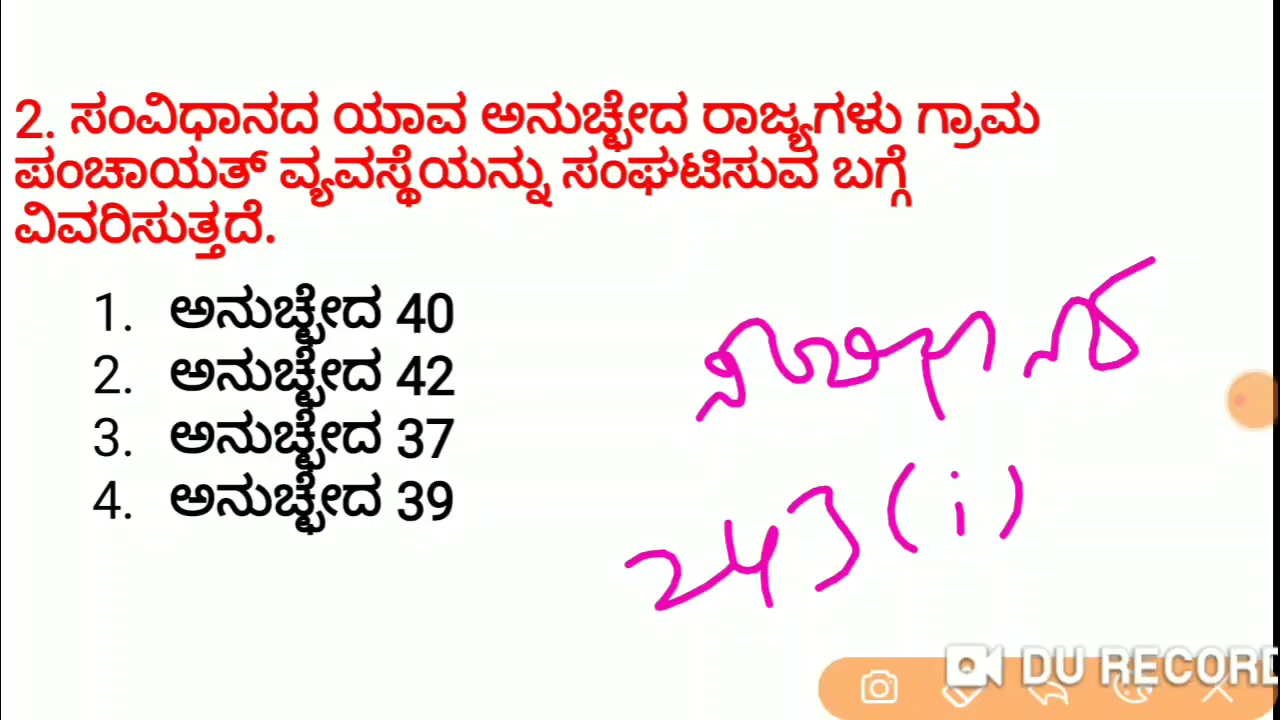 2. ಸಂವಿಧಾನದ ಯಾವ ಅನುಚ್ಛೇದ ರಾಜ್ಯಗಳು ಗ್ರಾಮ
ಪಂಚಾಯತ್ ವ್ಯವಸ್ಥೆಯನ್ನು ಸಂಘಟಿಸುವ ಬಗ್ಗೆ
ವಿವರಿಸುತ್ತದೆ.
1. ಅನುಚ್ಛೇದ 40
2. ಅನುಚ್ಛೇದ 42
3. ಅನುಚ್ಛೇದ 37
4. ಅನುಚ್ಛೇದ 39
243 (i)
DU RECORD